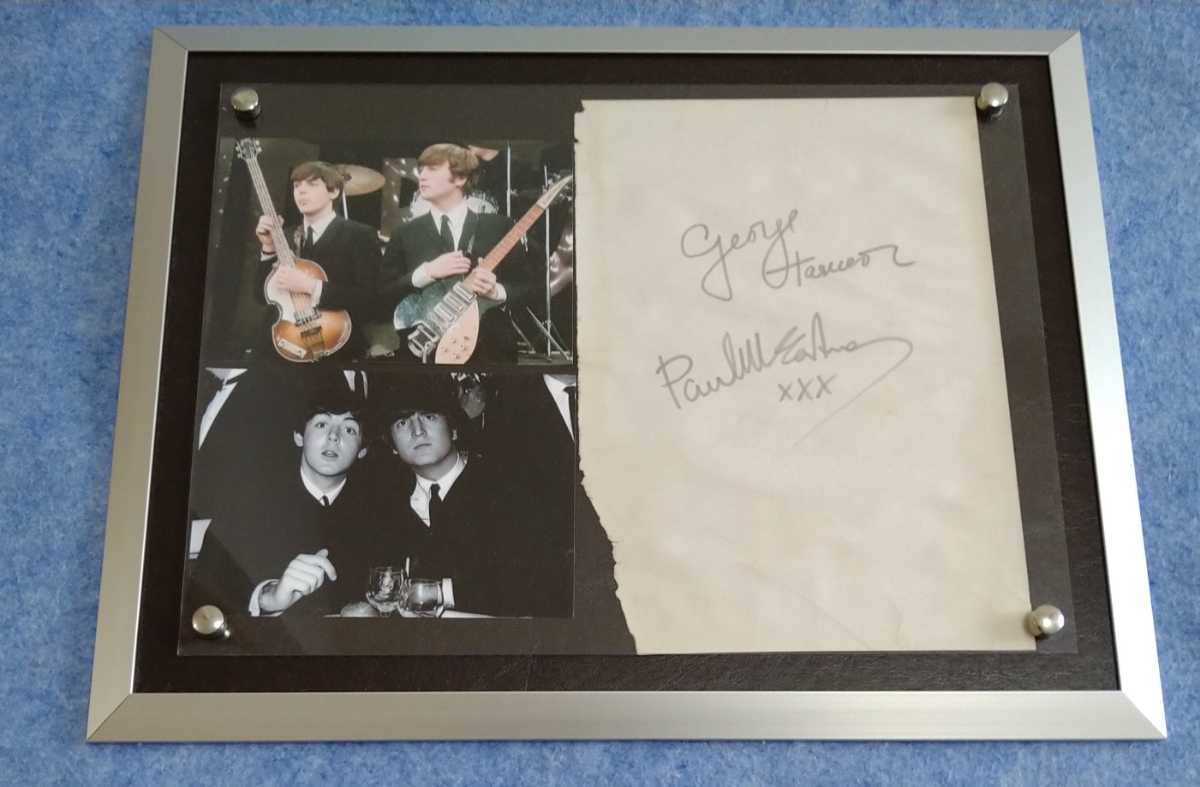 George
Harrison
Paul McCartney
xxx